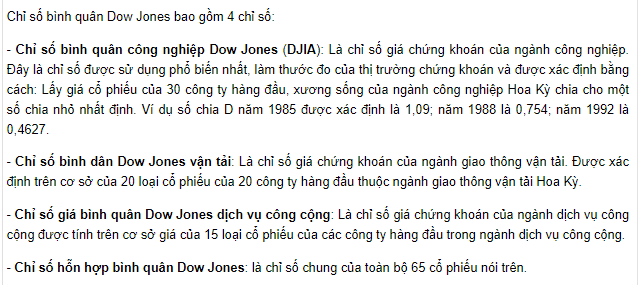 Chỉ số bình quân Dow Jones bao gồm 4 chỉ số:
- Chỉ số bình quân công nghiệp Dow Jones (DJIA): Là chỉ số giá chứng khoán của ngành công nghiệp.
Đây là chỉ số được sử dụng phổ biến nhất, làm thước đo của thị trường chứng khoán và được xác định bằng
cách: Lấy giá cổ phiếu của 30 công ty hàng đầu, xương sống của ngành công nghiệp Hoa Kỳ chia cho một
số chia nhỏ nhất định. Ví dụ số chia D năm 1985 được xác định là 1,09; năm 1988 là 0,754; năm 1992 là
0,4627.
- Chỉ số bình dân Dow Jones vận tải: Là chỉ số giá chứng khoán của ngành giao thông vận tải. Được xác
định trên cơ sở của 20 loại cổ phiếu của 20 công ty hàng đầu thuộc ngành giao thông vận tải Hoa Kỳ.
- Chỉ số giá bình quân Dow Jones dịch vụ công cộng: Là chỉ số giá chứng khoán của ngành dịch vụ công
cộng được tính trên cơ sở giá của 15 loại cổ phiếu của các công ty hàng đầu trong ngành dịch vụ công cộng.
- Chỉ số hỗn hợp bình quân Dow Jones: là chỉ số chung của toàn bộ 65 cổ phiếu nói trên.